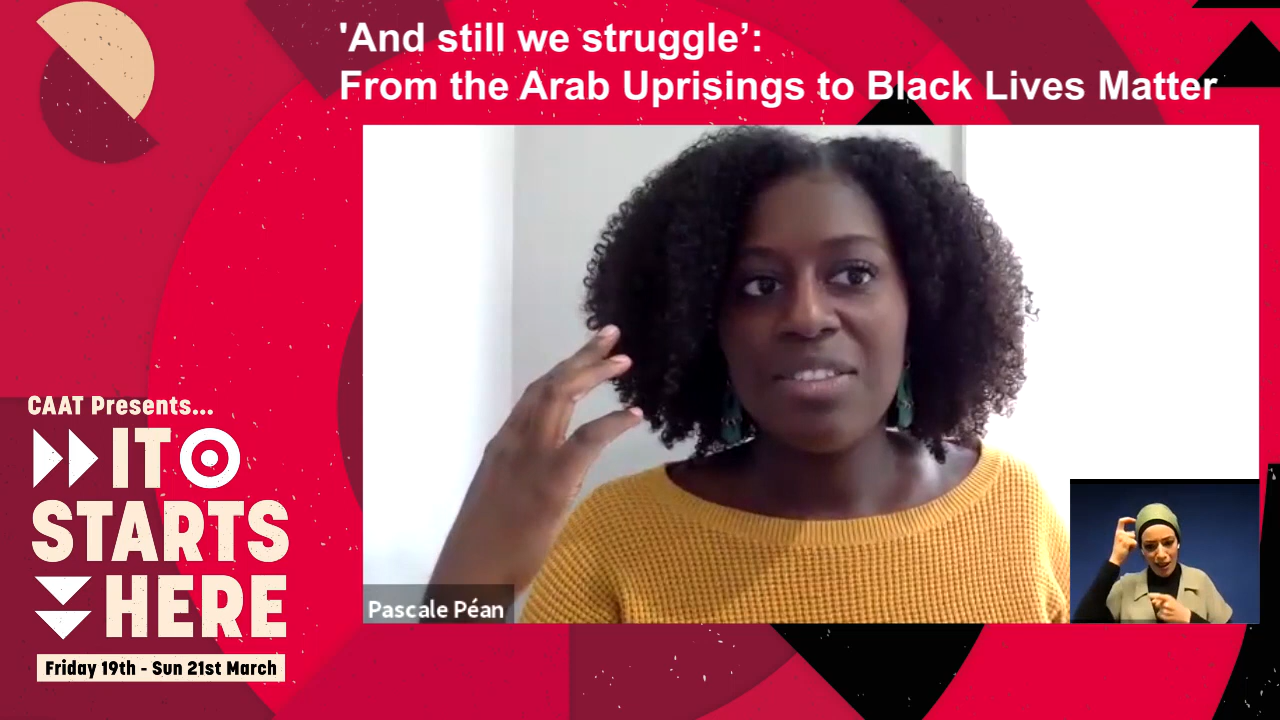 'And still we struggle’:
From the Arab Uprisings to Black Lives Matter
CAAT Presents...
IT
STARTS
HERE
Friday 19th - Sun 21st March
Pascale Péan